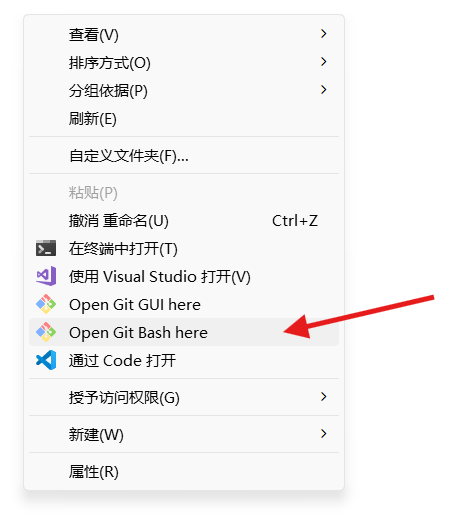 查看(V)
排序方式(O)
分组依据(P)
刷新(E)
自定义文件夹(F)...
粘贴(P)
撤消 重命名(U) Ctrl+Z
在终端中打开(T)
使用 Visual Studio 打开(V)
Open Git GUI here
Open Git Bash here
通过 Code 打开
授予访问权限(G)
新建(W)
属性(R)